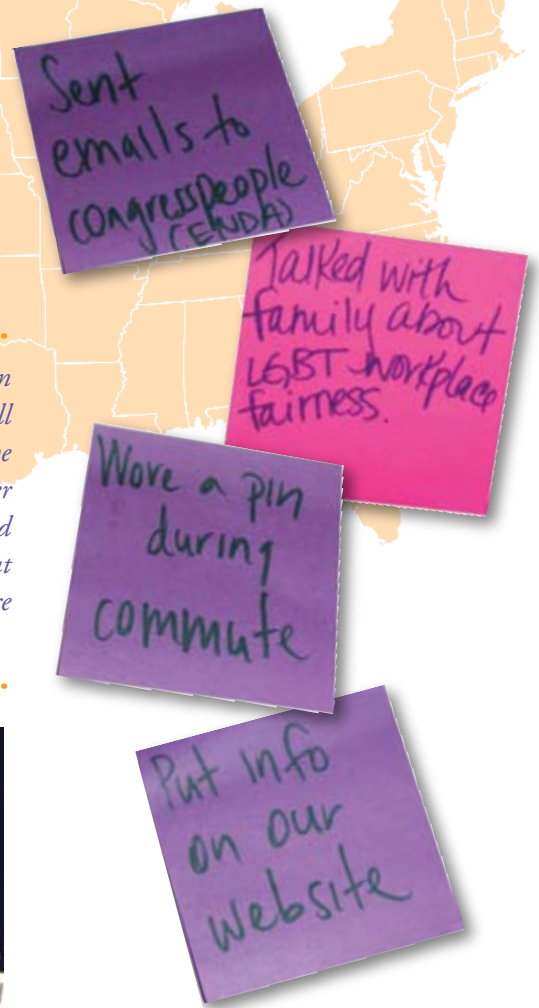 Sent
emails to
congresspeople
(ENDA)
Talked with
family about
LGBT workplace
fairness.
Wore a pin
during
commute
Put info
on our
website